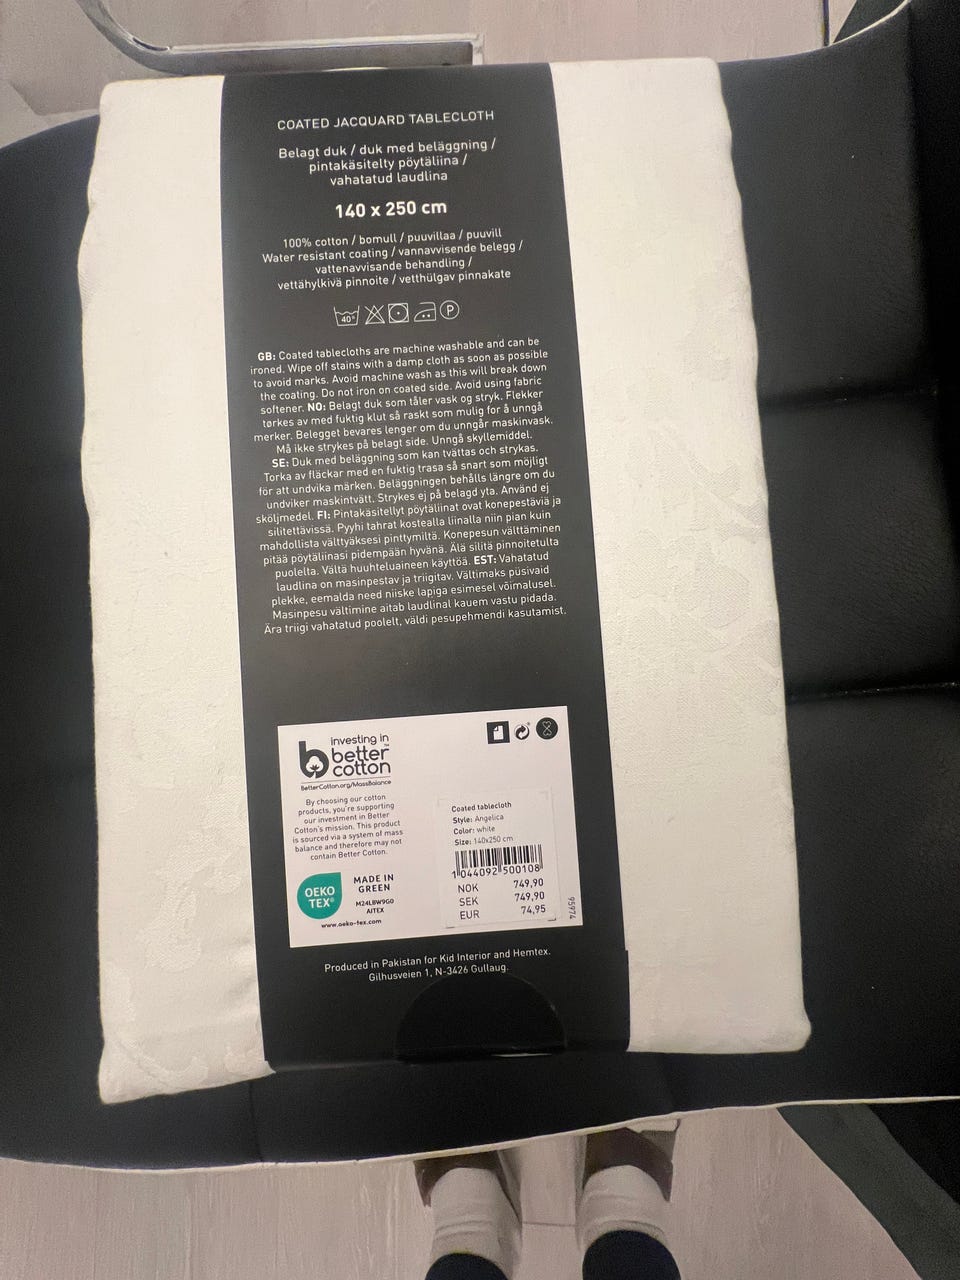 COATED JACQUARD TABLECLOTH
Belagt duk / duk med beläggning /
pintakäsitelty pöytäliina /
vahatatud laudlina
140 x 250 cm
100% cotton / bomull / puuvillaa / puuvill
Water resistant coating / vannavvisende belegg /
vattenavvisande behandling /
vettähylkivä pinnoite / vetthülgav pinnakate
40° P
GB: Coated tablecloths are machine washable and can be
ironed. Wipe off stains with a damp cloth as soon as possible
to avoid marks. Avoid machine wash as this will break down
the coating. Do not iron on coated side. Avoid using fabric
softener. NO: Belagt duk som tåler vask og stryk. Flekker
tørkes av med fuktig klut så raskt som mulig for å unngå
merker. Belegget bevares lenger om du unngår maskinvask.
Må ikke strykes på belagt side. Unngå skyllemiddel.
SE: Duk med beläggning som kan tvättas och strykas.
Torka av fläckar med en fuktig trasa så snart som möjligt
för att undvika märken. Beläggningen behålls längre om du
undviker maskintvätt. Strykes ej på belagd yta. Använd ej
sköljmedel. FI: Pintakäsitellyt pöytäliinat ovat konepestäviä ja
silitettävissä. Pyyhi tahrat kostealla liinalla niin pian kuin
mahdollista välttyäksesi pinttymiltä. Konepesun välttäminen
pitää pöytäliinasi pidempään hyvänä. Älä silitä pinnoitetulta
puolelta. Vältä huuhteluaineen käyttöä. EST: Vahatatud
laudlina on masinpestav ja triigitav. Vältimaks püsivaid
plekke, eemalda need niiske lapiga esimesel võimalusel.
Masinpesu vältimine aitab laudlinal kauem vastu pidada.
Ära triigi vahatatud poolelt, väldi pesupehmendi kasutamist.
investing in
better
cotton™
BetterCotton.org/MassBalance
By choosing our cotton
products, you're supporting
our investment in Better
Cotton's mission. This product
is sourced via a system of mass
balance and therefore may not
contain Better Cotton.
OEKO
TEX®
MADE IN
GREEN
M24LBW9G0
AITEX
www.oeko-tex.com
Coated tablecloth
Style: Angelica
Color: white
Size: 140x250 cm
1 044092 500108
NOK 749,90
SEK 749,90
EUR 74,95
95974
Produced in Pakistan for Kid Interior and Hemtex.
Gilhusveien 1, N-3426 Gullaug.